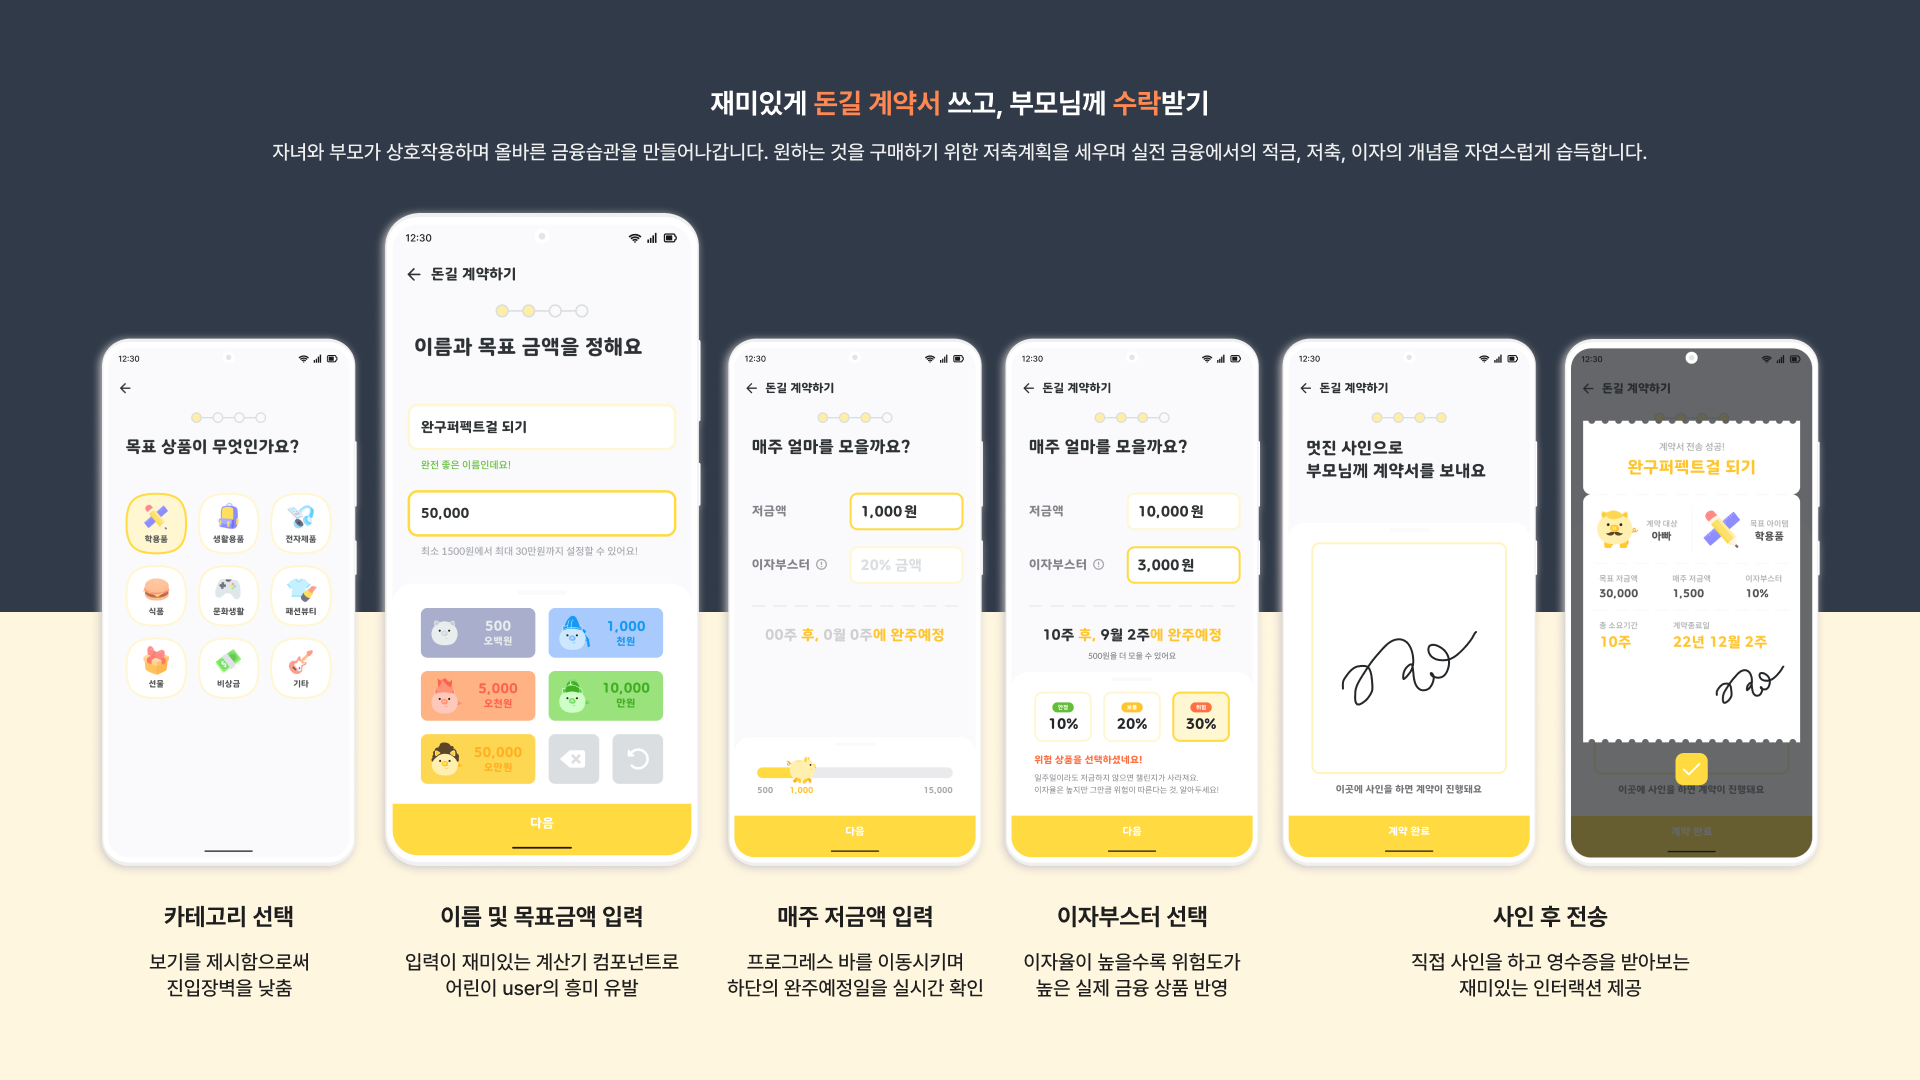 재미있게 돈길 계약서 쓰고, 부모님께 수락받기
자녀와 부모가 상호작용하며 올바른 금융습관을 만들어나갑니다. 원하는 것을 구매하기 위한 저축계획을 세우며 실전 금융에서의 적금, 저축, 이자의 개념을 자연스럽게 습득합니다.
12:30
목표 상품이 무엇인가요?
학용품
생활용품
전자제품
식품
문화생활
패션뷰티
선물
비상금
기타
카테고리 선택
보기를 제시함으로써
진입장벽을 낮춤
12:30
돈길 계약하기
이름과 목표 금액을 정해요
완구퍼펙트걸 되기
완전 좋은 이름인데요!
50,000
최소 1500원에서 최대 30만원까지 설정할 수 있어요!
500
오백원
1,000
천원
5,000
오천원
10,000
만원
50,000
오만원
다음
이름 및 목표금액 입력
입력이 재미있는 계산기 컴포넌트로
어린이 user의 흥미 유발
12:30
돈길 계약하기
매주 얼마를 모을까요?
저금액
1,000원
이자부스터
20% 금액
00주 후, 0월 0주에 완주예정
500
1,000
15,000
다음
매주 저금액 입력
프로그레스 바를 이동시키며
하단의 완주예정일을 실시간 확인
12:30
돈길 계약하기
매주 얼마를 모을까요?
저금액
10,000원
이자부스터
3,000원
10주 후, 9월 2주에 완주예정
500원을 더 모을 수 있어요
안정
10%
보통
20%
위험
30%
위험 상품을 선택하셨네요!
일주일이라도 저금하지 않으면 챌린지가 사라져요.
이자율은 높지만 그만큼 위험이 따른다는 것, 알아두세요!
다음
이자부스터 선택
이자율이 높을수록 위험도가
높은 실제 금융 상품 반영
12:30
돈길 계약하기
멋진 사인으로
부모님께 계약서를 보내요
이곳에 사인을 하면 계약이 진행돼요
계약 완료
12:30
돈길 계약하기
계약서 전송 성공!
완구퍼펙트걸 되기
계약 대상
아빠
목표 아이템
학용품
목표 저금액
30,000
매주 저금액
1,500
이자부스터
10%
총 소요기간
10주
계약종료일
22년 12월 2주
이곳에 사인을 하면 계약이 진행돼요
계약 완료
사인 후 전송
직접 사인을 하고 영수증을 받아보는
재미있는 인터랙션 제공